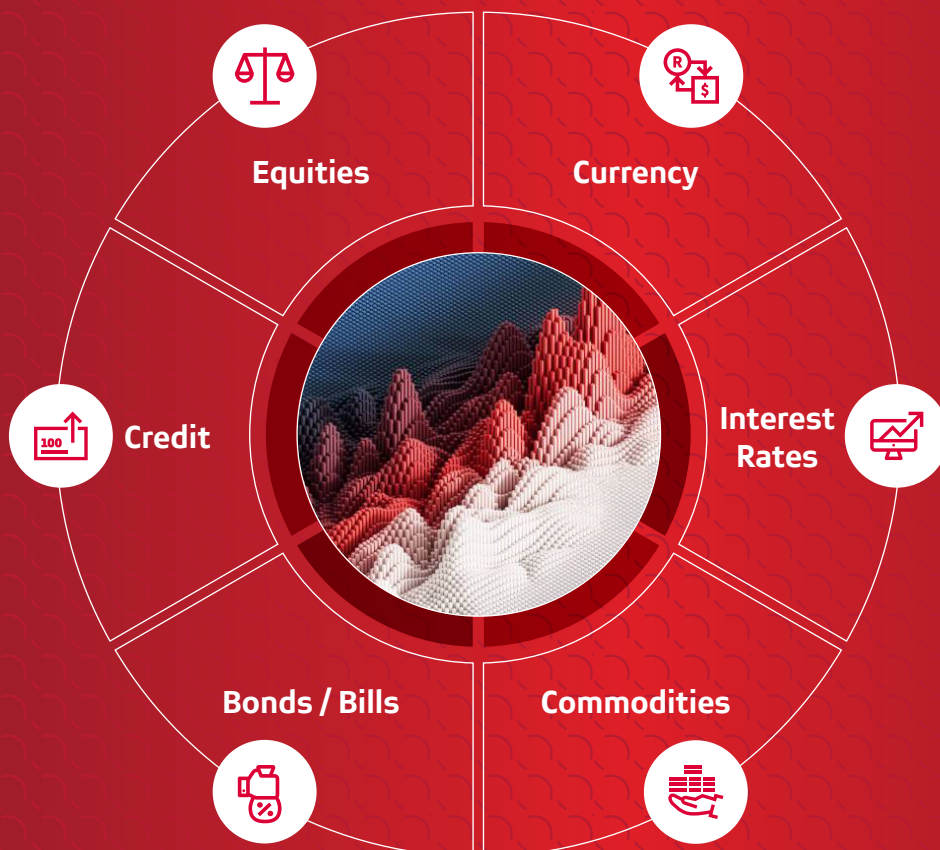 R
$
Equities
Currency
100
Credit
Interest
Rates
Bonds / Bills
Commodities
%